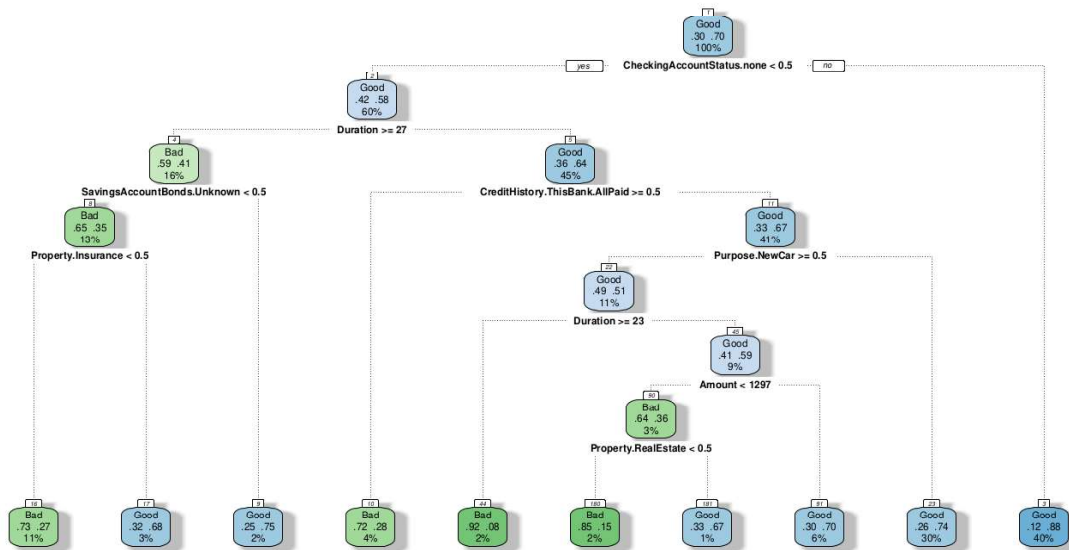 1
Good
.30 .70
100%
yes
CheckingAccountStatus.none < 0.5
no
2
Good
.42 .58
60%
Duration >= 27
4
Bad
.59 .41
16%
5
Good
.36 .64
45%
SavingsAccountBonds.Unknown < 0.5
CreditHistory.ThisBank.AllPaid >= 0.5
8
Bad
.65 .35
13%
11
Good
.33 .67
41%
Property.Insurance < 0.5
Purpose.NewCar >= 0.5
22
Good
.49 .51
11%
Duration >= 23
45
Good
.41 .59
9%
Amount < 1297
90
Bad
.64 .36
3%
Property.RealEstate < 0.5
16
Bad
.73 .27
11%
17
Good
.32 .68
3%
9
Good
.25 .75
2%
10
Bad
.72 .28
4%
44
Bad
.92 .08
2%
180
Bad
.85 .15
2%
181
Good
.33 .67
1%
91
Good
.30 .70
6%
23
Good
.26 .74
30%
3
Good
.12 .88
40%